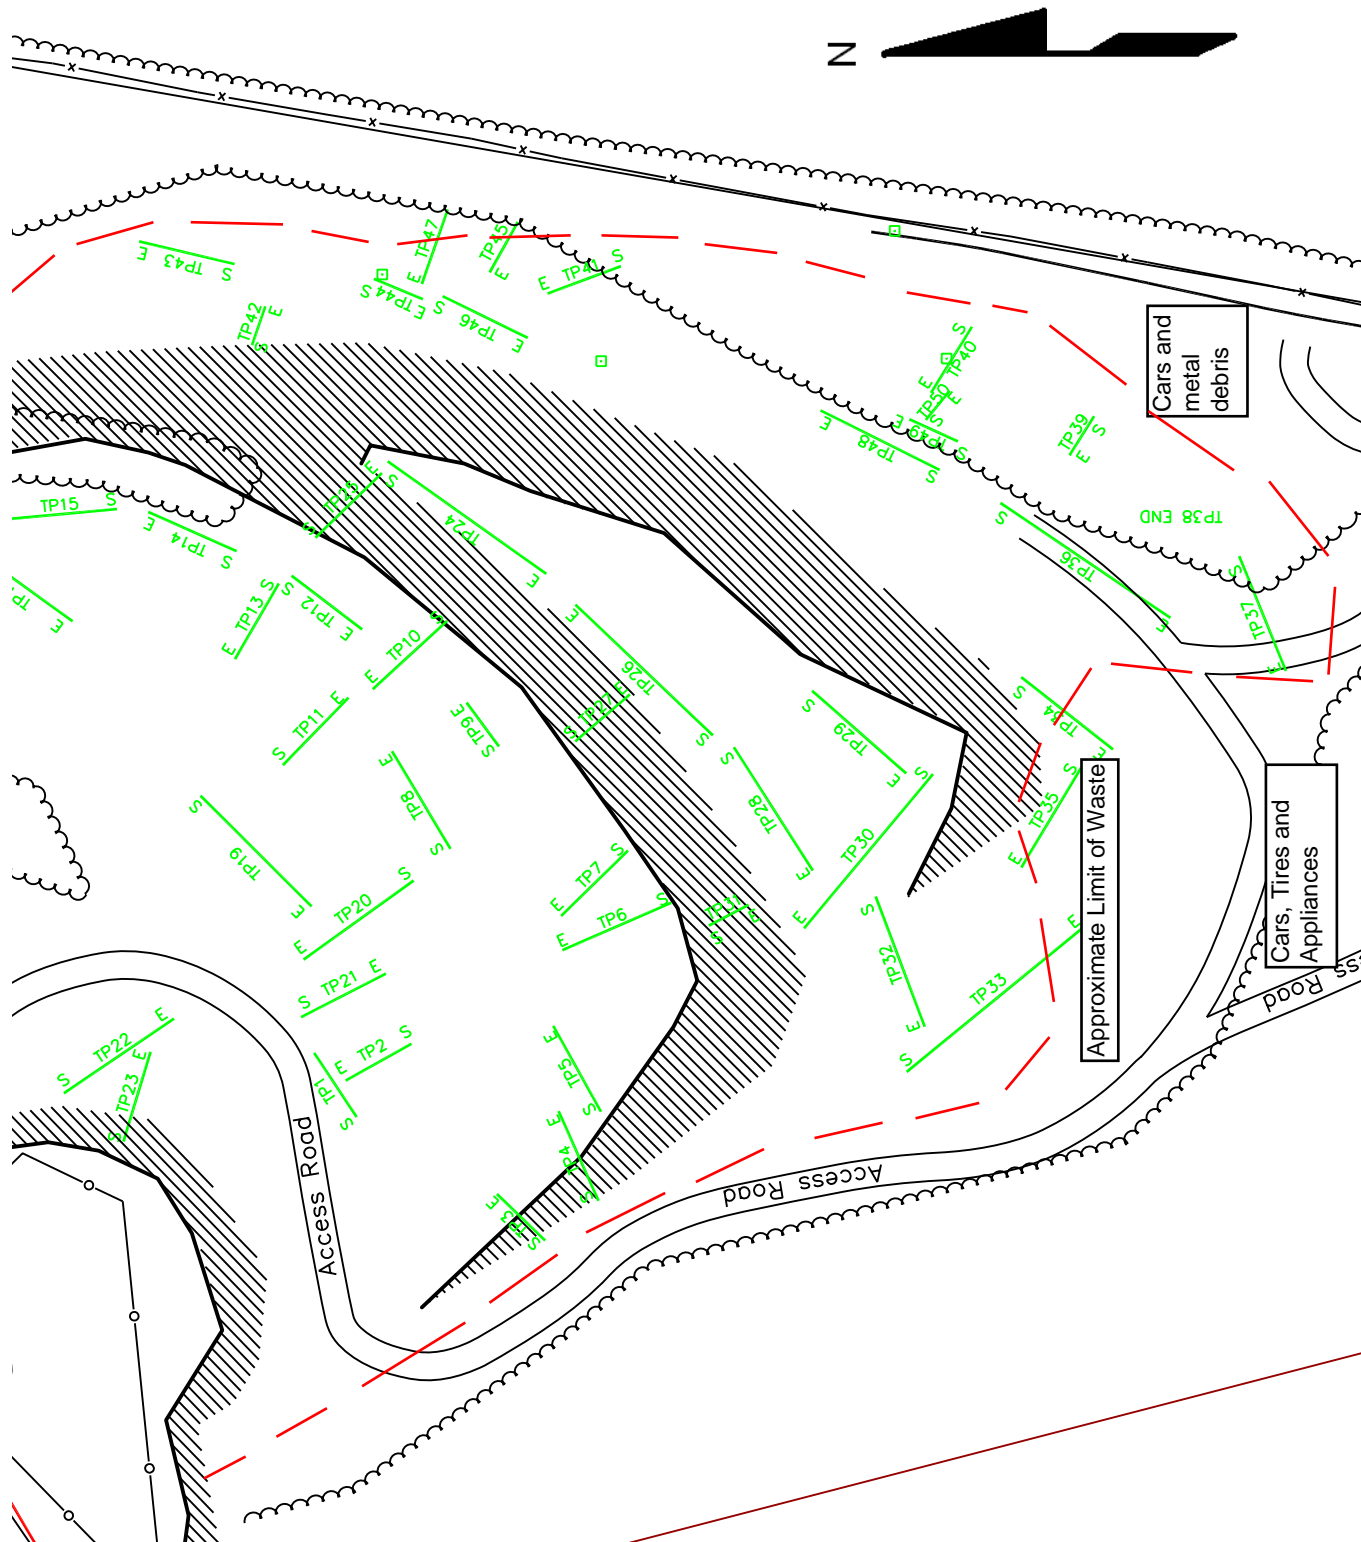 N
TP47
TP45
E
E
TP43
S
E
TP41
S
S
TP44
E
S
TP46
E
TP42
E
S
S
TP40
E
TP50
E
S
E
TP49
S
E
TP48
S
TP39
S
E
Cars and
metal
debris
TP38 END
TP15
S
E
TP14
S
E
TP25
S
S
TP24
E
S
TP36
E
S
TP37
E
E
TP13
S
E
S
TP12
E
TP10
S
E
E
TP26
S
TP11
E
S
TP9
E
S
TP27
E
S
S
TP29
E
S
TP34
E
E
TP8
S
S
TP28
E
S
TP30
E
S
TP35
E
S
TP19
E
TP20
S
E
TP7
S
E
TP6
S
E
TP31
E
S
S
TP32
E
TP33
E
S
Approximate Limit of Waste
Cars, Tires and
Appliances
TP21
E
S
TP22
E
S
TP23
E
S
TP2
S
E
TP1
S
E
TP5
S
E
TP4
S
E
TP3
S
Access Road
Access Road
Road